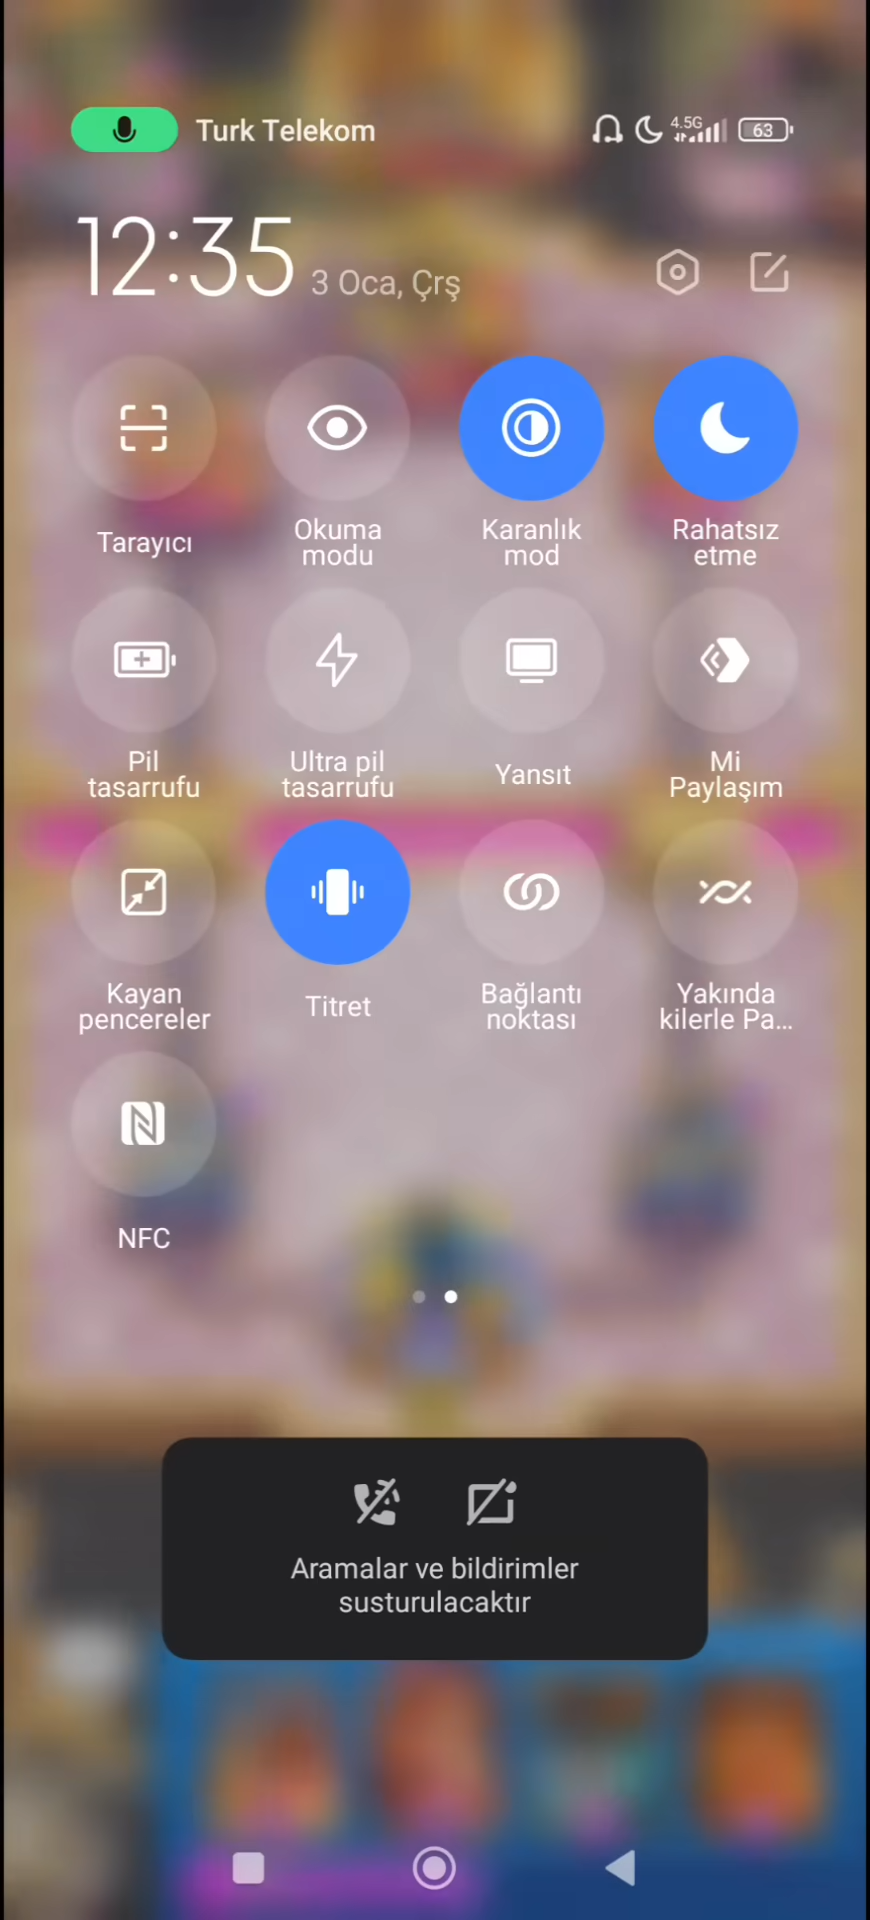 Turk Telekom
4.5G
63
12:35 3 Oca, Çrş
Tarayıcı
Okuma
modu
Karanlık
mod
Rahatsız
etme
Pil
tasarrufu
Ultra pil
tasarrufu
Yansıt
Mi
Paylaşım
Kayan
pencereler
Titret
Bağlantı
noktası
Yakında
kilerle Pa...
NFC
Aramalar ve bildirimler
susturulacaktır